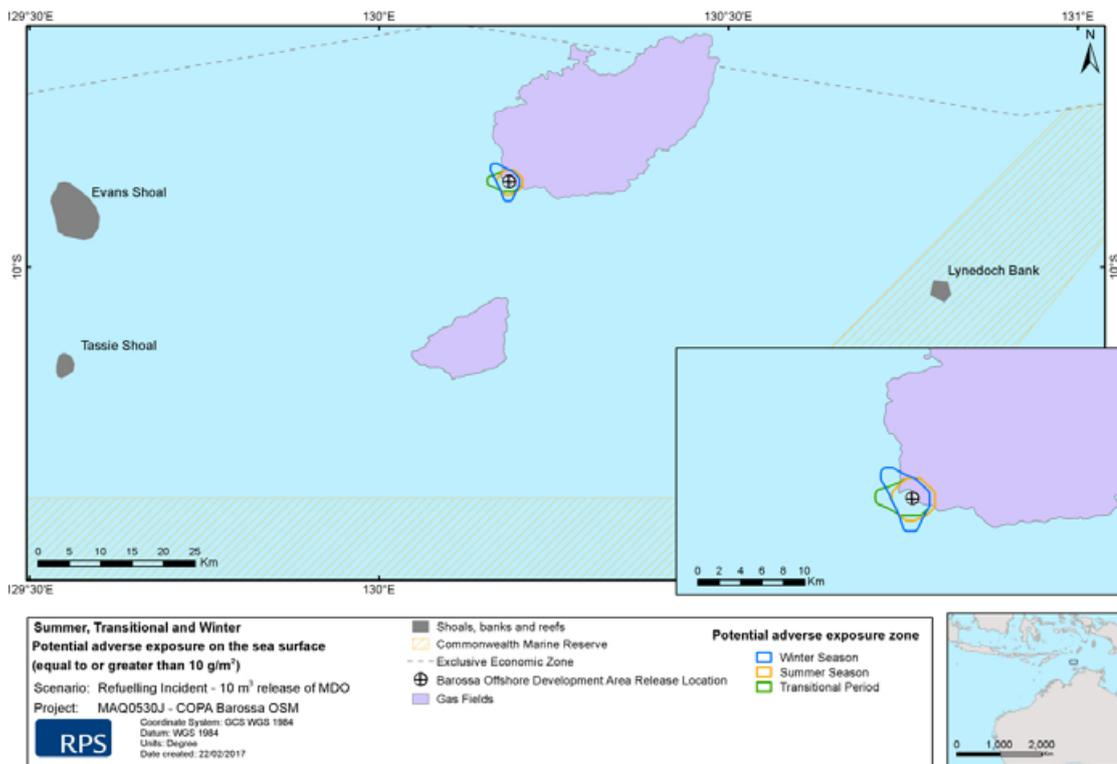 129°30'E
130°E
130°30'E
131°E
N
Evans Shoal
10°S
10°S
Lynedoch Bank
Tassie Shoal
0 5 10 15 20 25
Km
0 2 4 6 8 10
Km
129°30'E
130°E
Summer, Transitional and Winter
Potential adverse exposure on the sea surface
(equal to or greater than 10 g/m²)
Scenario: Refuelling Incident - 10 m³ release of MDO
Project: MAQ0530J - COPA Barossa OSM
RPS
Coordinate System: GCS WGS 1984
Datum: WGS 1984
Units: Degree
Date created: 22/02/2017
Shoals, banks and reefs
Commonwealth Marine Reserve
Exclusive Economic Zone
Barossa Offshore Development Area Release Location
Gas Fields
Potential adverse exposure zone
Winter Season
Summer Season
Transitional Period
0 1,000 2,000
Km